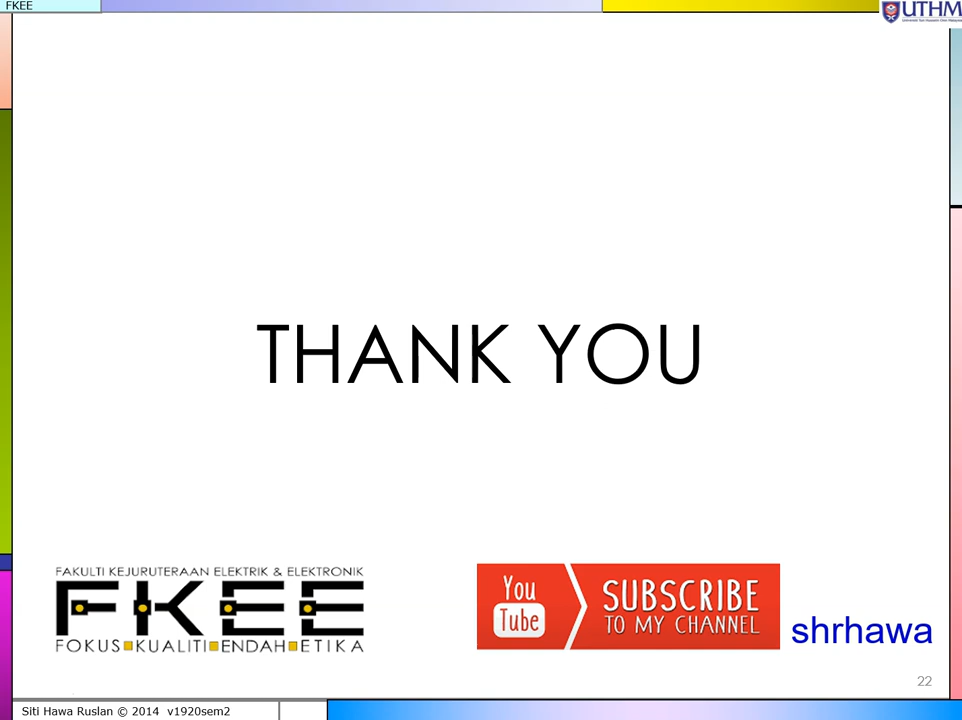 FKEE
UTHM
THANK YOU
FAKULTI KEJURUTERAAN ELEKTRIK & ELEKTRONIK
FKEE
FOKUS KUALITI ENDAH ETIKA
You
Tube
SUBSCRIBE
TO MY CHANNEL
shrhawa
22
Siti Hawa Ruslan © 2014 v1920sem2